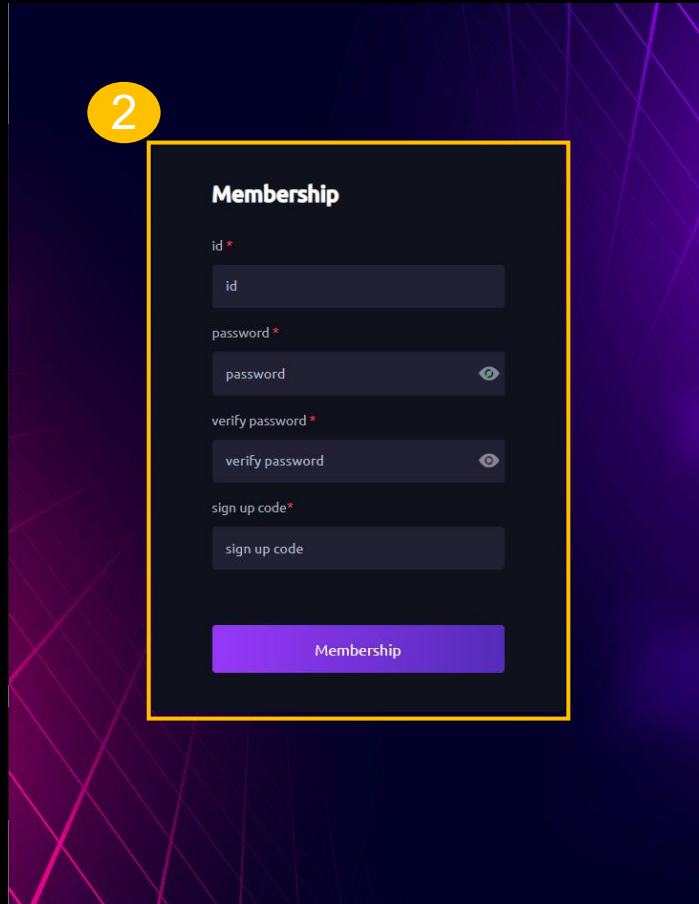 2
Membership
id *
id
password *
password
verify password *
verify password
sign up code*
sign up code
Membership